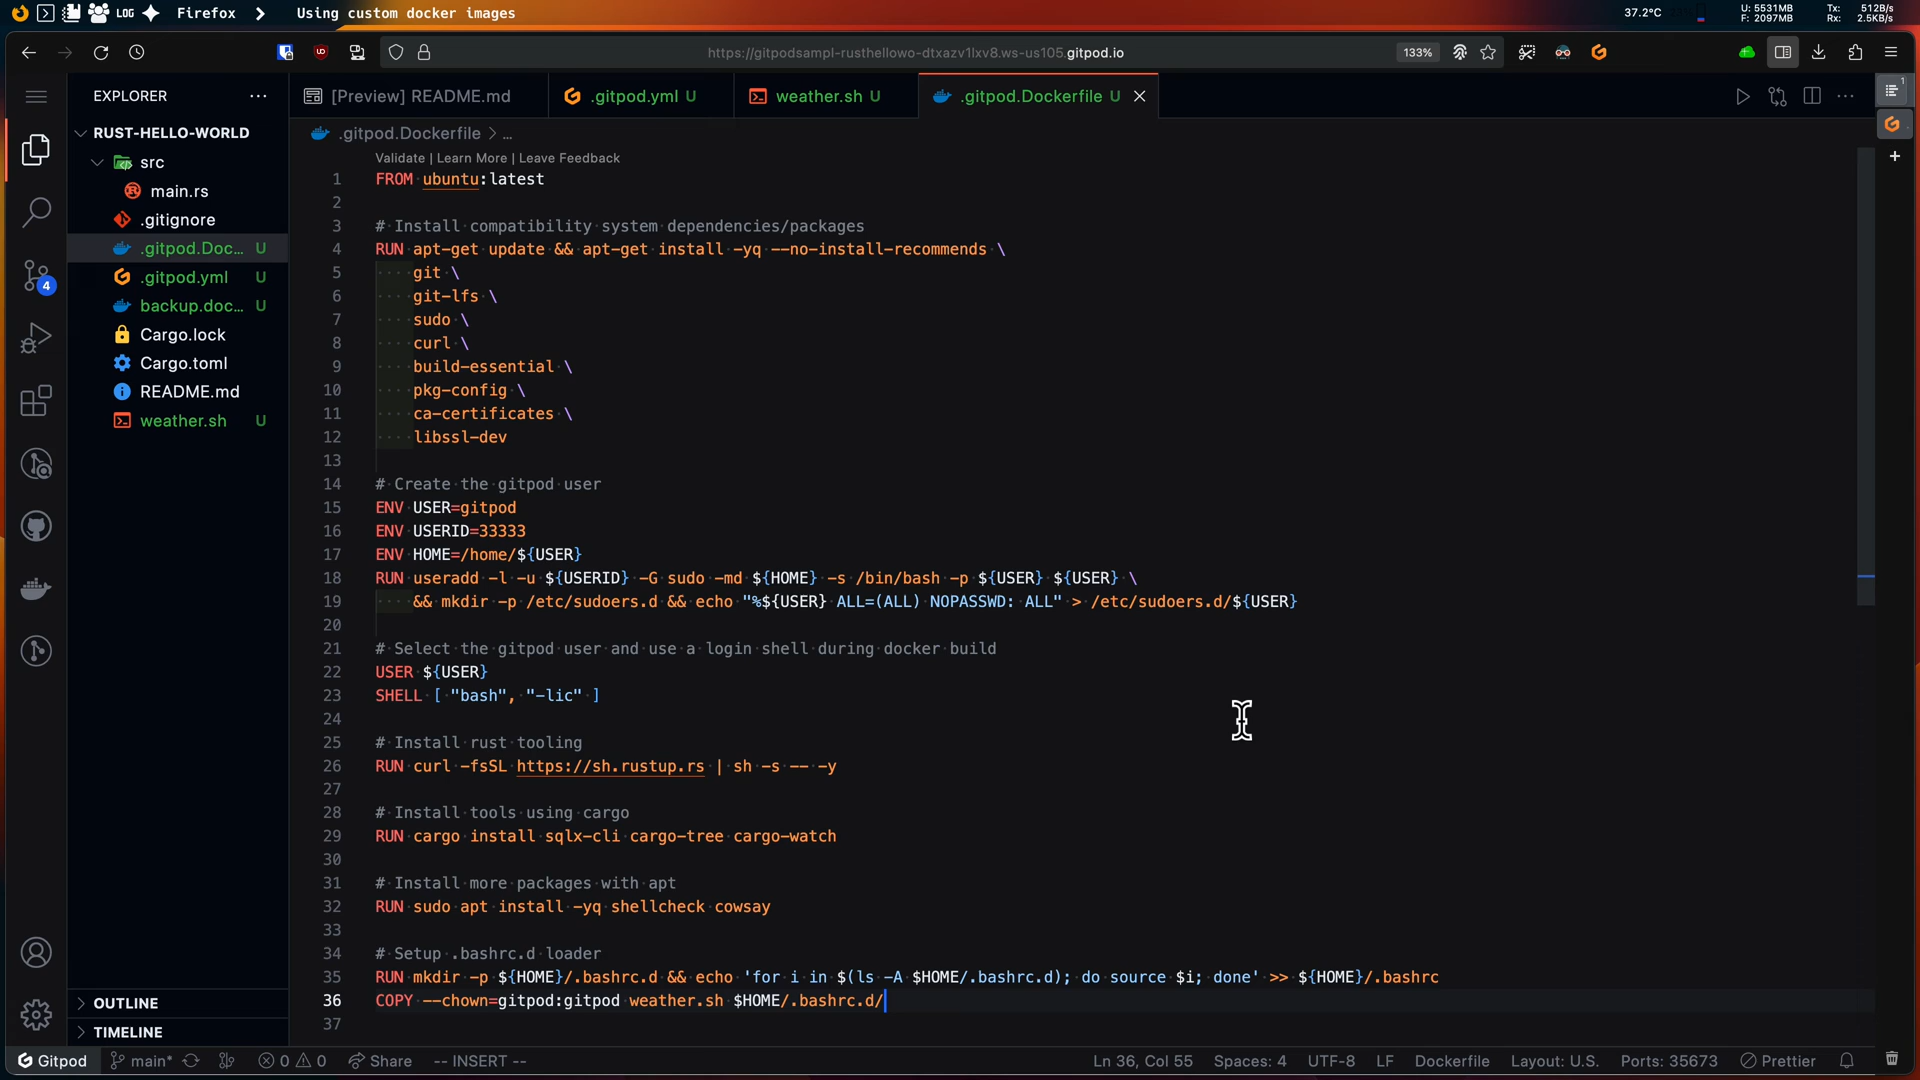 LOG
Firefox
Using custom docker images
37.2°C
U: 5531MB
F: 2097MB
Tx: 512B/s
Rx: 2.5KB/s
https://gitpodsampl-rusthellowo-dtxazv1lxv8.ws-us105.gitpod.io
133%
EXPLORER
[Preview] README.md
.gitpod.yml U
weather.sh U
.gitpod.Dockerfile U
RUST-HELLO-WORLD
src
main.rs
.gitignore
.gitpod.Doc... U
.gitpod.yml U
backup.doc... U
Cargo.lock
Cargo.toml
README.md
weather.sh U
4
OUTLINE
TIMELINE
.gitpod.Dockerfile > ...
Validate | Learn More | Leave Feedback
1 FROM ubuntu:latest
2
3 # Install compatibility system dependencies/packages
4 RUN apt-get update && apt-get install -yq --no-install-recommends \
5 git \
6 git-lfs \
7 sudo \
8 curl \
9 build-essential \
10 pkg-config \
11 ca-certificates \
12 libssl-dev
13
14 # Create the gitpod user
15 ENV USER=gitpod
16 ENV USERID=33333
17 ENV HOME=/home/${USER}
18 RUN useradd -l -u ${USERID} -G sudo -md ${HOME} -s /bin/bash -p ${USER} ${USER} \
19 && mkdir -p /etc/sudoers.d && echo "%${USER} ALL=(ALL) NOPASSWD: ALL" > /etc/sudoers.d/${USER}
20
21 # Select the gitpod user and use a login shell during docker build
22 USER ${USER}
23 SHELL [ "bash", "-lic" ]
24
25 # Install rust tooling
26 RUN curl -fsSL https://sh.rustup.rs | sh -s -- -y
27
28 # Install tools using cargo
29 RUN cargo install sqlx-cli cargo-tree cargo-watch
30
31 # Install more packages with apt
32 RUN sudo apt install -yq shellcheck cowsay
33
34 # Setup .bashrc.d loader
35 RUN mkdir -p ${HOME}/.bashrc.d && echo 'for i in $(ls -A $HOME/.bashrc.d); do source $i; done' >> ${HOME}/.bashrc
36 COPY --chown=gitpod:gitpod weather.sh $HOME/.bashrc.d/
37
Gitpod
main*
0
0
Share
-- INSERT --
Ln 36, Col 55
Spaces: 4
UTF-8
LF
Dockerfile
Layout: U.S.
Ports: 35673
Prettier